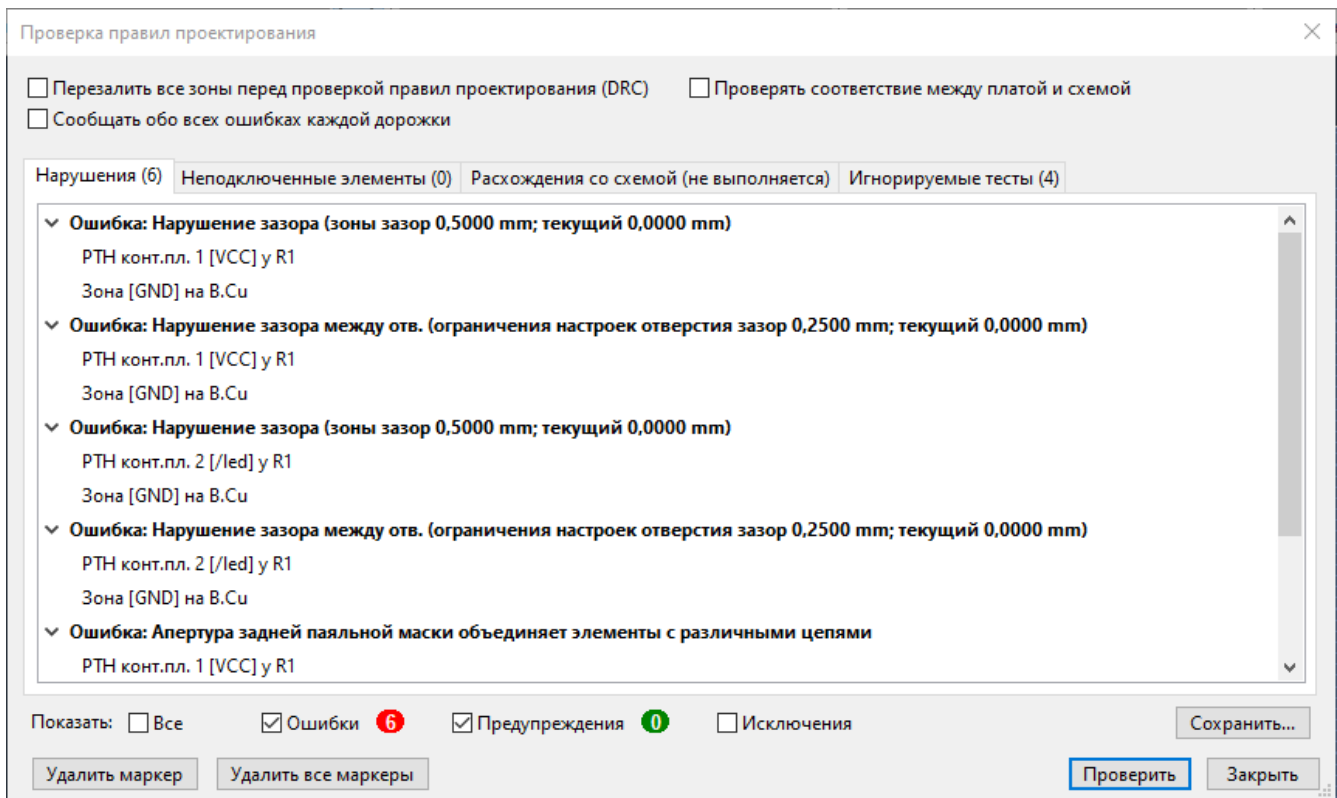 Проверка правил проектирования
Перезалить все зоны перед проверкой правил проектирования (DRC)
Проверять соответствие между платой и схемой
Сообщать обо всех ошибках каждой дорожки
Нарушения (6)
Неподключенные элементы (0)
Расхождения со схемой (не выполняется)
Игнорируемые тесты (4)
Ошибка: Нарушение зазора (зоны зазор 0,5000 mm; текущий 0,0000 mm)
PTH конт.пл. 1 [VCC] у R1
Зона [GND] на B.Cu
Ошибка: Нарушение зазора между отв. (ограничения настроек отверстия зазор 0,2500 mm; текущий 0,0000 mm)
PTH конт.пл. 1 [VCC] у R1
Зона [GND] на B.Cu
Ошибка: Нарушение зазора (зоны зазор 0,5000 mm; текущий 0,0000 mm)
PTH конт.пл. 2 [/led] у R1
Зона [GND] на B.Cu
Ошибка: Нарушение зазора между отв. (ограничения настроек отверстия зазор 0,2500 mm; текущий 0,0000 mm)
PTH конт.пл. 2 [/led] у R1
Зона [GND] на B.Cu
Ошибка: Апертура задней паяльной маски объединяет элементы с различными цепями
PTH конт.пл. 1 [VCC] у R1
Показать:
Все
Ошибки 6
Предупреждения 0
Исключения
Сохранить...
Удалить маркер
Удалить все маркеры
Проверить
Закрыть